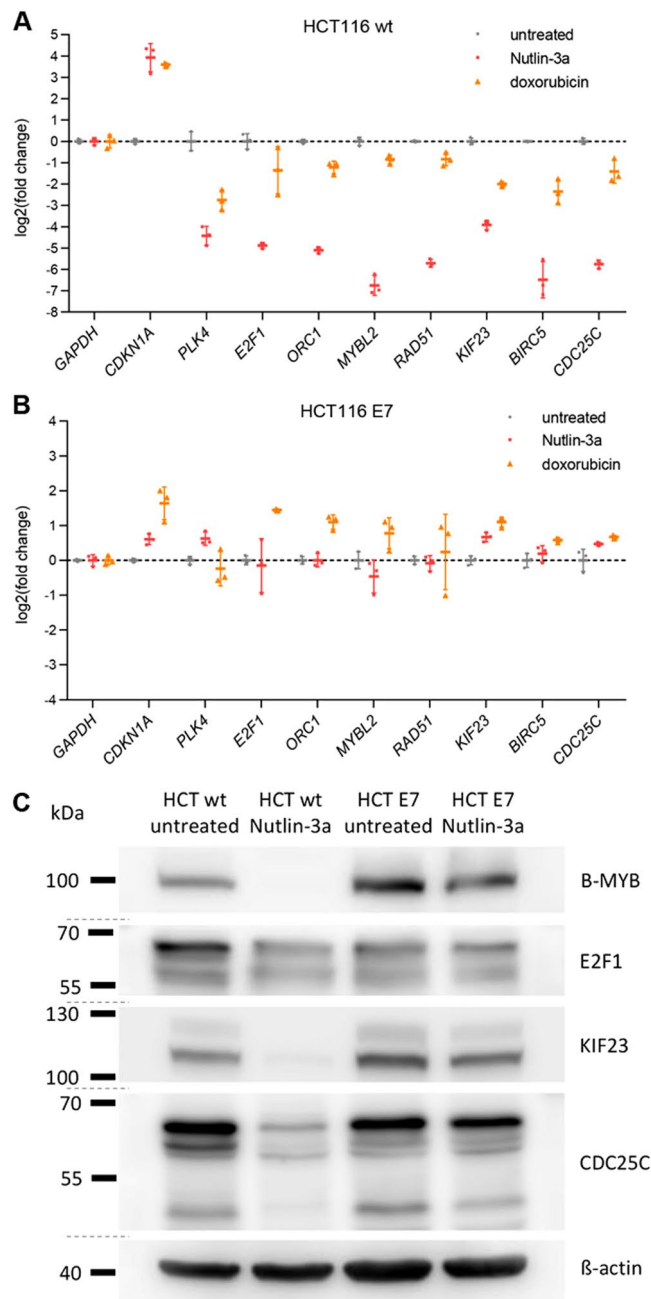 A
HCT116 wt
untreated
Nutlin-3a
doxorubicin
log2(fold change)
5
4
3
2
1
0
-1
-2
-3
-4
-5
-6
-7
-8
GAPDH
CDKN1A
PLK4
E2F1
ORC1
MYBL2
RAD51
KIF23
BIRC5
CDC25C
B
HCT116 E7
untreated
Nutlin-3a
doxorubicin
log2(fold change)
4
3
2
1
0
-1
-2
-3
-4
GAPDH
CDKN1A
PLK4
E2F1
ORC1
MYBL2
RAD51
KIF23
BIRC5
CDC25C
C
kDa
HCT wt
untreated
HCT wt
Nutlin-3a
HCT E7
untreated
HCT E7
Nutlin-3a
100
B-MYB
70
55
E2F1
130
100
KIF23
70
55
CDC25C
40
ß-actin